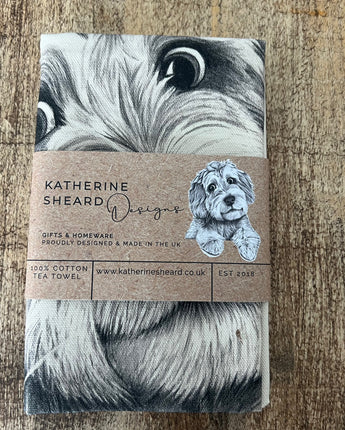 KATHERINE
SHEARD Designs
GIFTS & HOMEWARE
PROUDLY DESIGNED & MADE IN THE UK
100% COTTON
TEA TOWEL
www.katherinesheard.co.uk
EST 2018